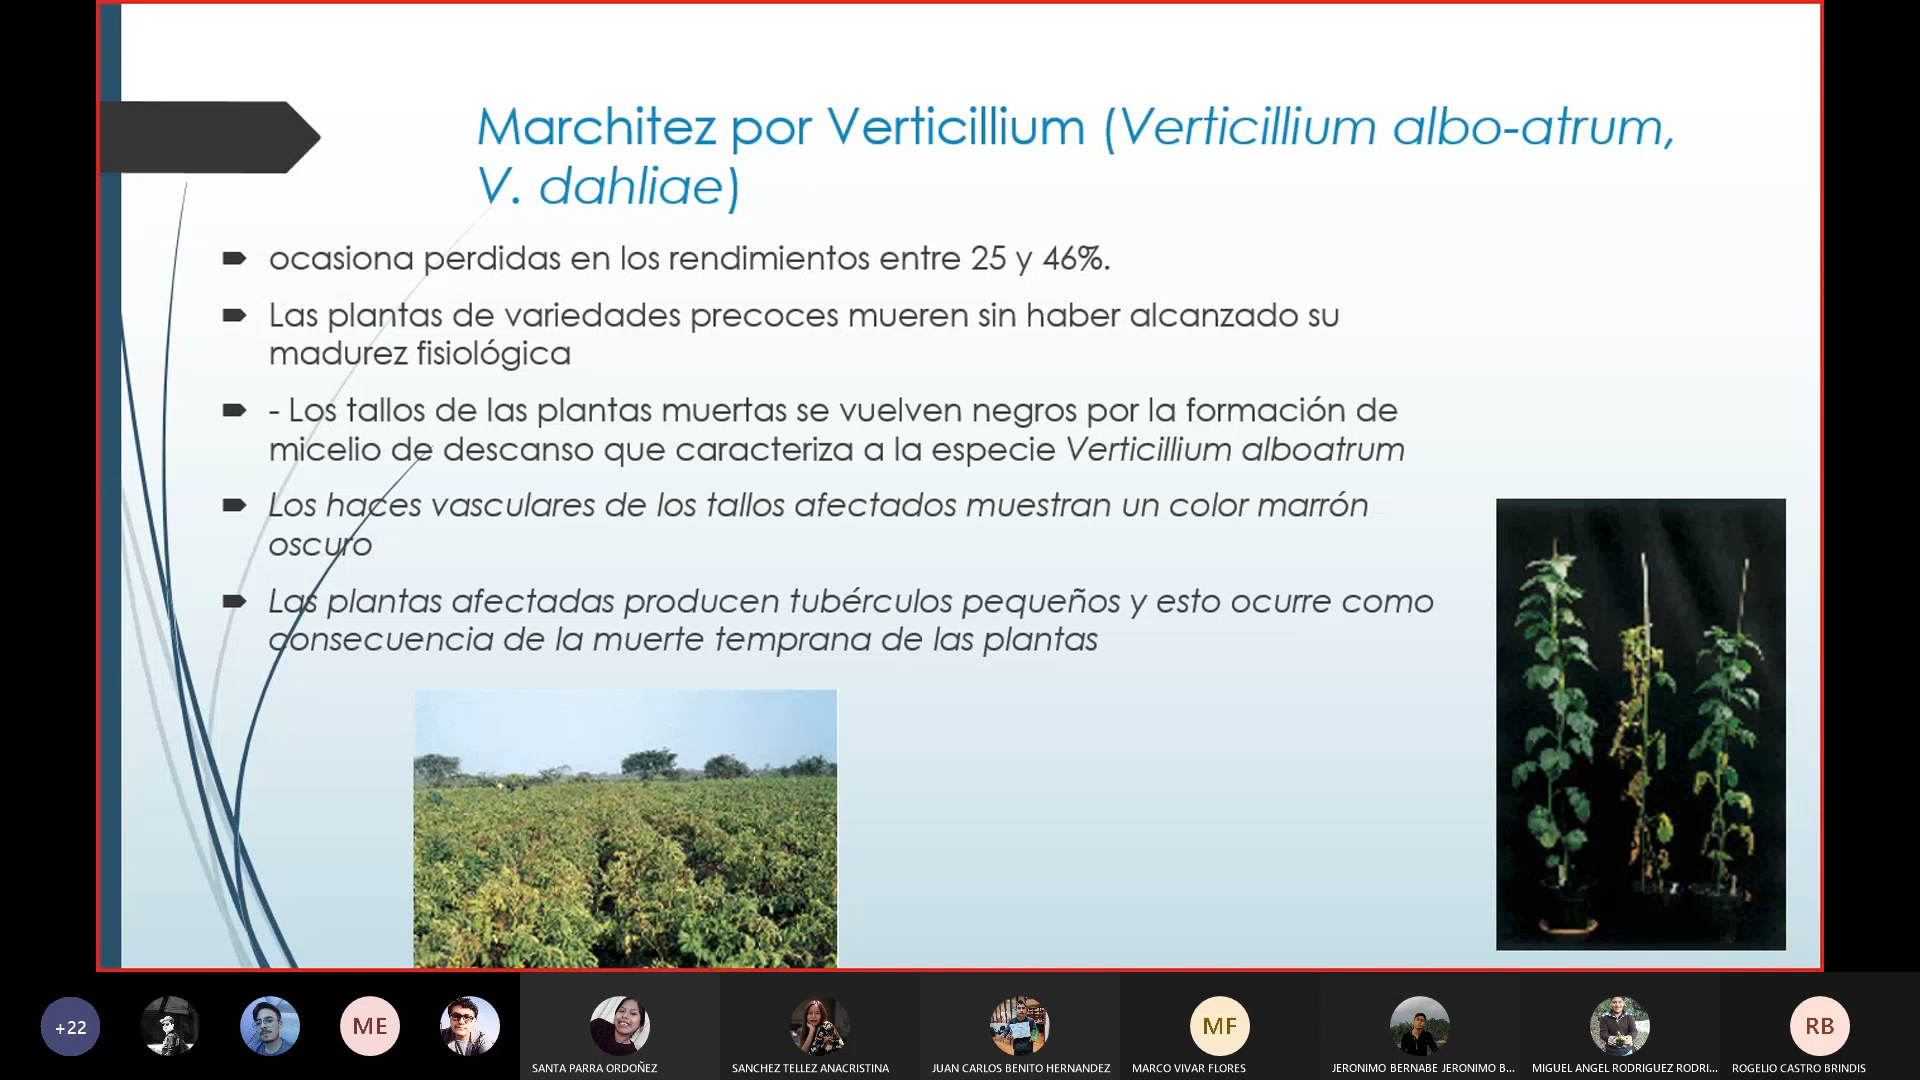 Marchitez por Verticillium (Verticillium albo-atrum,
V. dahliae)
ocasiona perdidas en los rendimientos entre 25 y 46%.
Las plantas de variedades precoces mueren sin haber alcanzado su
madurez fisiológica
- Los tallos de las plantas muertas se vuelven negros por la formación de
micelio de descanso que caracteriza a la especie Verticillium alboatrum
Los haces vasculares de los tallos afectados muestran un color marrón
oscuro
Las plantas afectadas producen tubérculos pequeños y esto ocurre como
consecuencia de la muerte temprana de las plantas
+22
ME
MF
RB
SANTA PARRA ORDOÑEZ
SANCHEZ TELLEZ ANACRISTINA
JUAN CARLOS BENITO HERNANDEZ
MARCO VIVAR FLORES
JERONIMO BERNABE JERONIMO B...
MIGUEL ANGEL RODRIGUEZ RODRI...
ROGELIO CASTRO BRINDIS